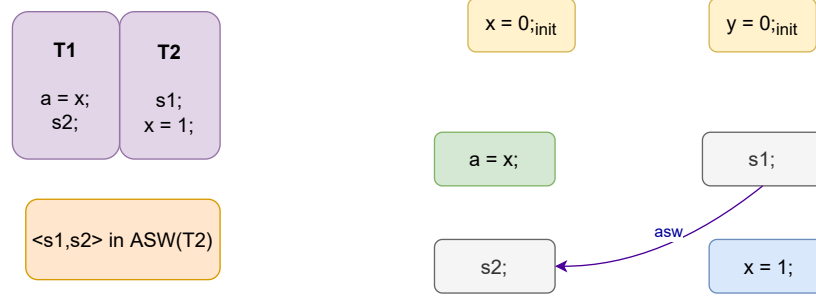 T1
a = x;
s2;
T2
s1;
x = 1;
<s1,s2> in ASW(T2)
x = 0;init
y = 0;init
a = x;
s1;
asw
s2;
x = 1;